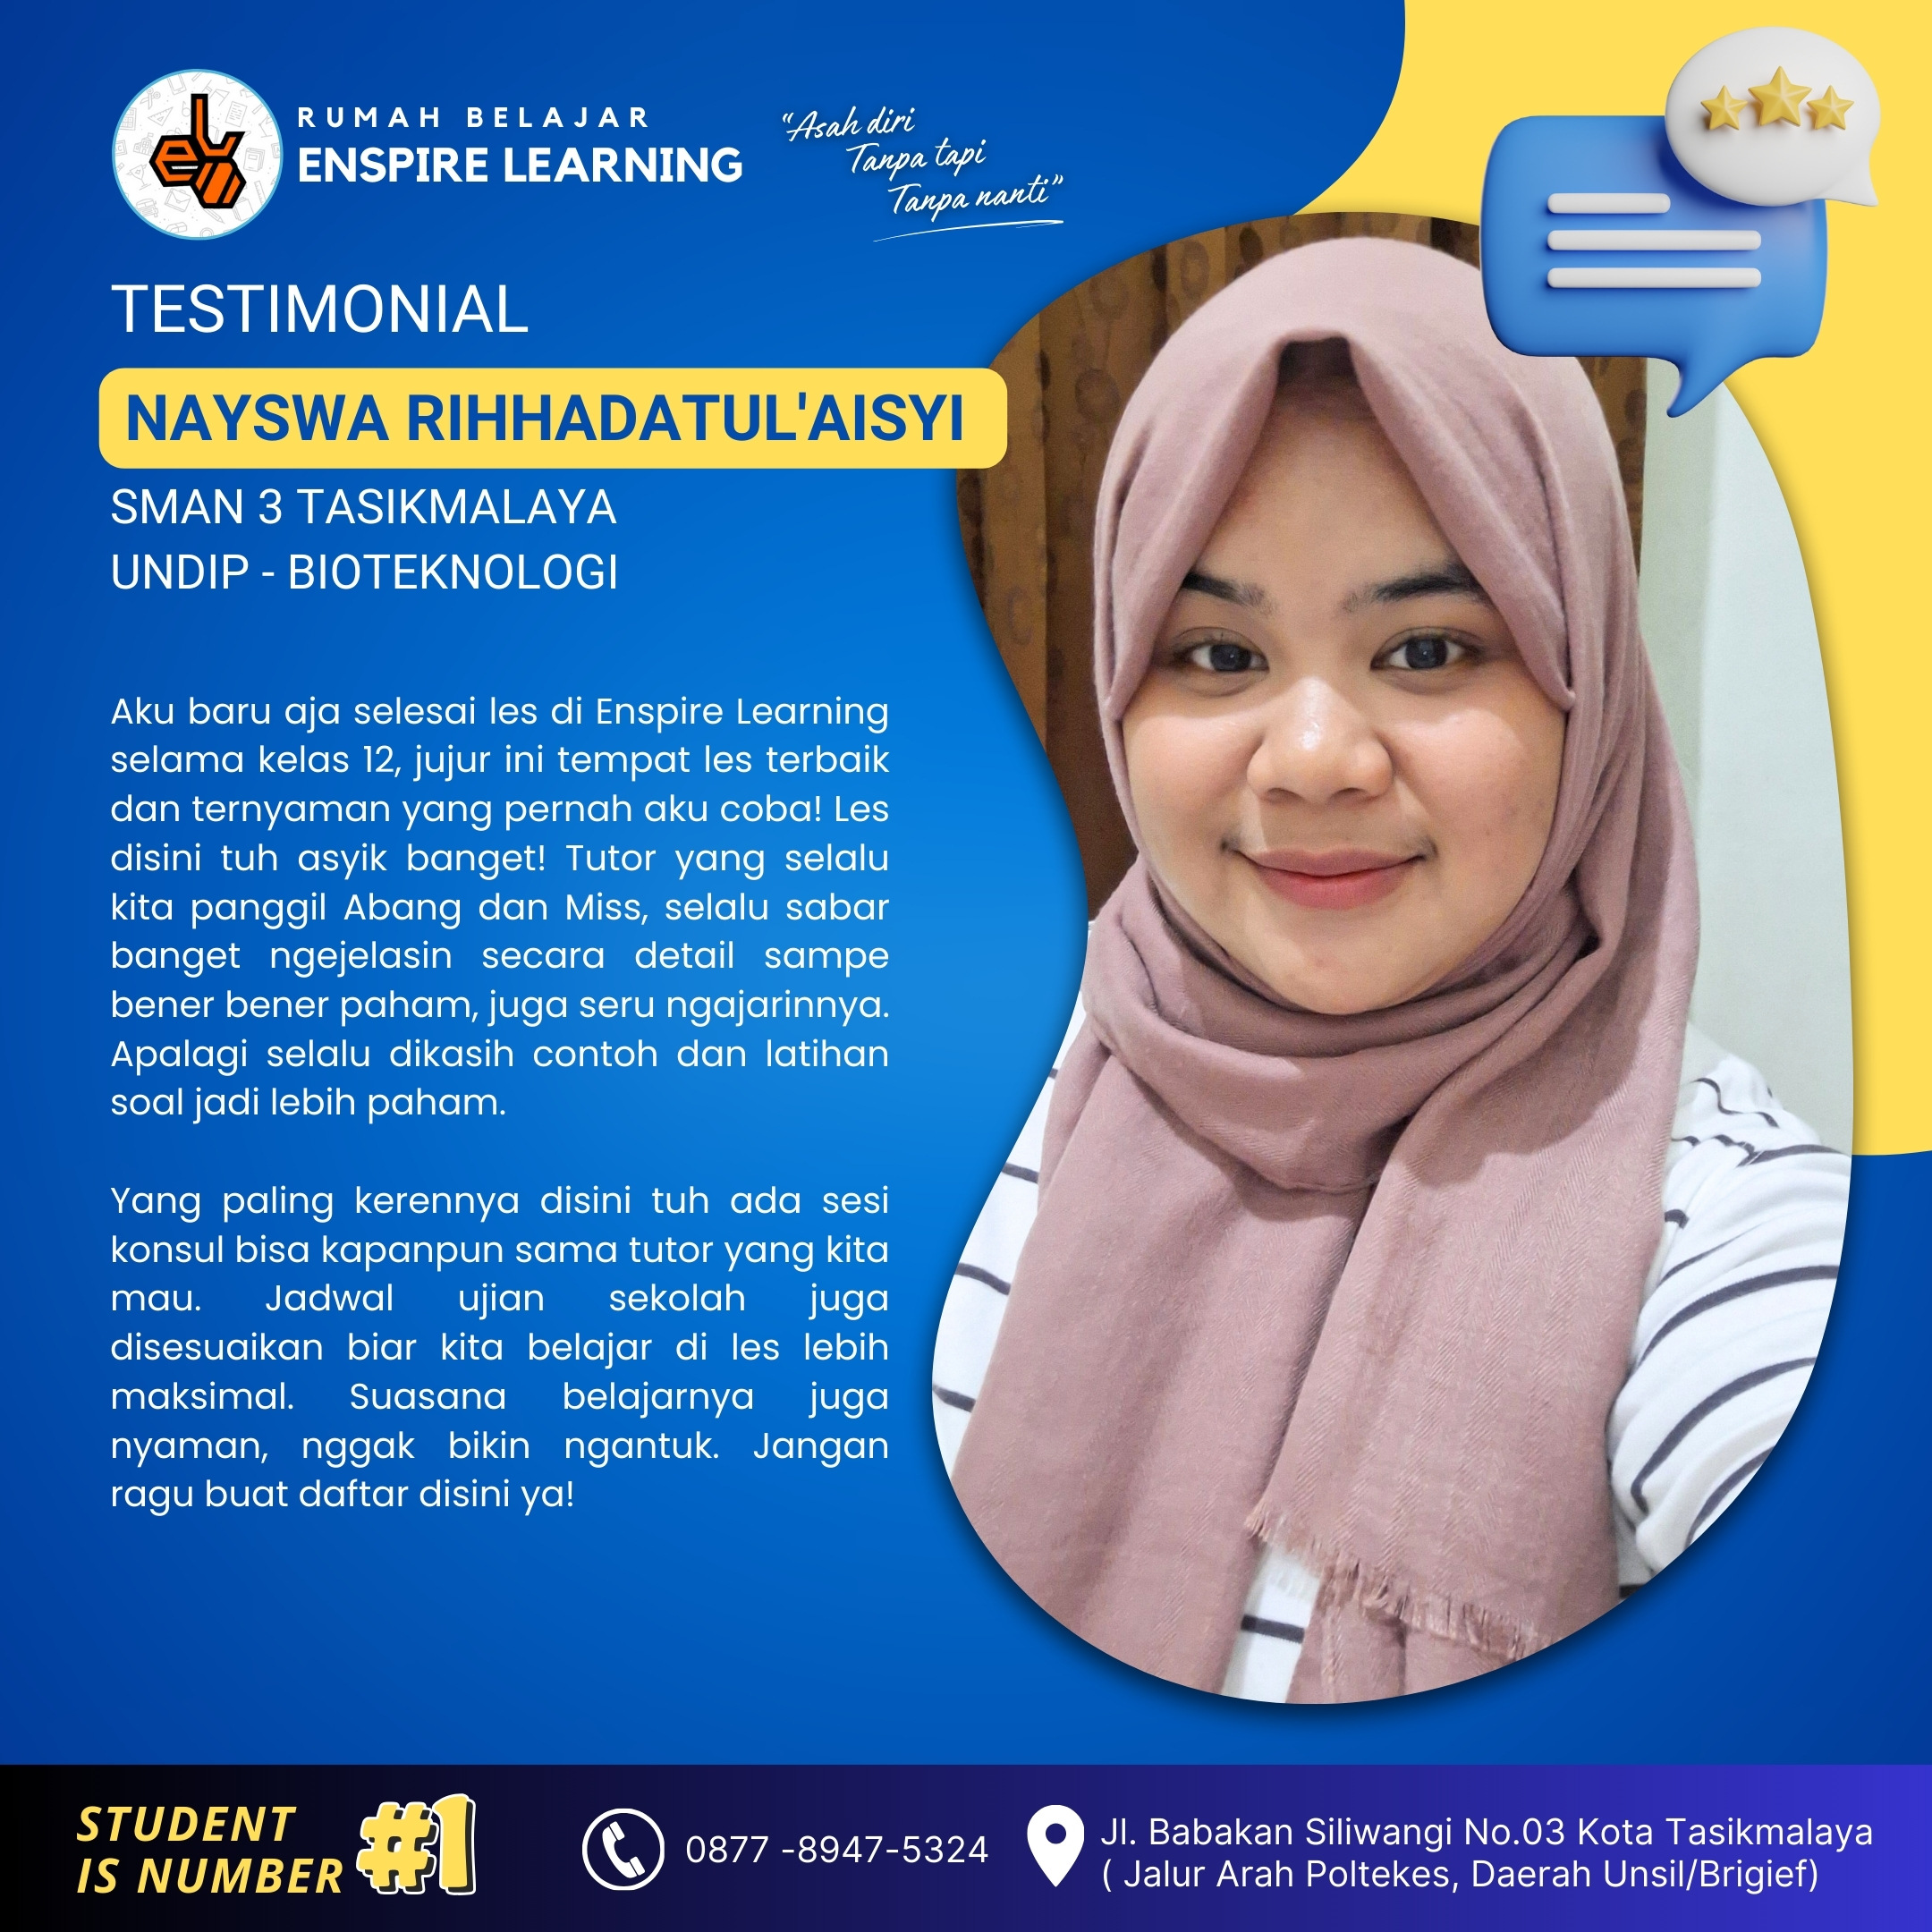 RUMAH BELAJAR
ENSPIRE LEARNING
"Asah diri
Tanpa tapi
Tanpa nanti"
TESTIMONIAL
NAYSWA RIHHADATUL'AISYI
SMAN 3 TASIKMALAYA
UNDIP - BIOTEKNOLOGI
Aku baru aja selesai les di Enspire Learning
selama kelas 12, jujur ini tempat les terbaik
dan ternyaman yang pernah aku coba! Les
disini tuh asyik banget! Tutor yang selalu
kita panggil Abang dan Miss, selalu sabar
banget ngejelasin secara detail sampe
bener bener paham, juga seru ngajarinnya.
Apalagi selalu dikasih contoh dan latihan
soal jadi lebih paham.
Yang paling kerennya disini tuh ada sesi
konsul bisa kapanpun sama tutor yang kita
mau. Jadwal ujian sekolah juga
disesuaikan biar kita belajar di les lebih
maksimal. Suasana belajarnya juga
nyaman, nggak bikin ngantuk. Jangan
ragu buat daftar disini ya!
STUDENT
IS NUMBER #1
0877 -8947-5324
Jl. Babakan Siliwangi No.03 Kota Tasikmalaya
( Jalur Arah Poltekes, Daerah Unsil/Brigief)